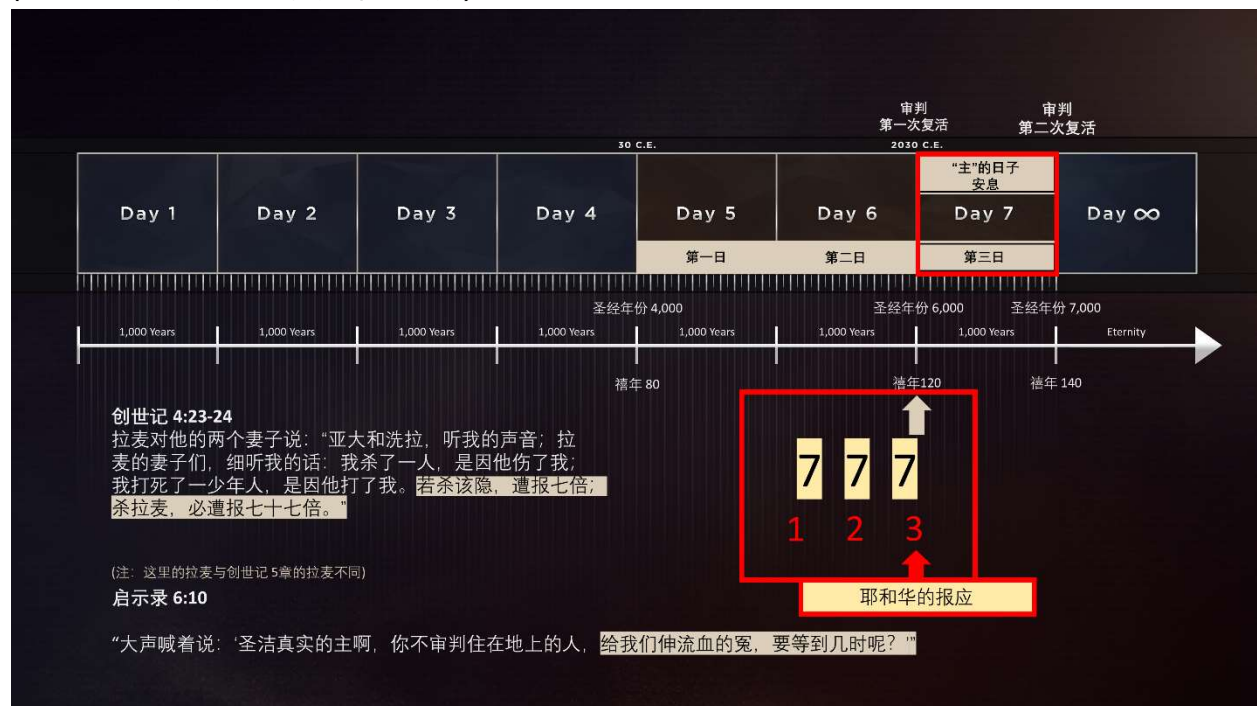 审判
第一次复活
审判
第二次复活
30 C.E.
2030 C.E.
“主”的日子
安息
Day 1
Day 2
Day 3
Day 4
Day 5
Day 6
Day 7
Day ∞
第一日
第二日
第三日
圣经年份 4,000
圣经年份 6,000
圣经年份 7,000
1,000 Years
1,000 Years
1,000 Years
1,000 Years
1,000 Years
1,000 Years
1,000 Years
Eternity
禧年 80
禧年120
禧年 140
创世记 4:23-24
拉麦对他的两个妻子说：“亚大和洗拉，听我的声音；拉
麦的妻子们，细听我的话：我杀了一人，是因他伤了我；
我打死了一少年人，是因他打了我。若杀该隐，遭报七倍；
杀拉麦，必遭报七十七倍。”
7 7 7
1 2 3
(注：这里的拉麦与创世记 5章的拉麦不同)
耶和华的报应
启示录 6:10
“大声喊着说：‘圣洁真实的主啊，你不审判住在地上的人，给我们伸流血的冤，要等到几时呢？’”